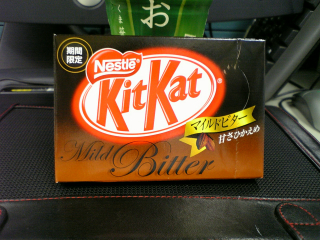 お
期間
限定
Nestlé
KitKat
マイルドビター
甘さひかえめ
Mild Bitter